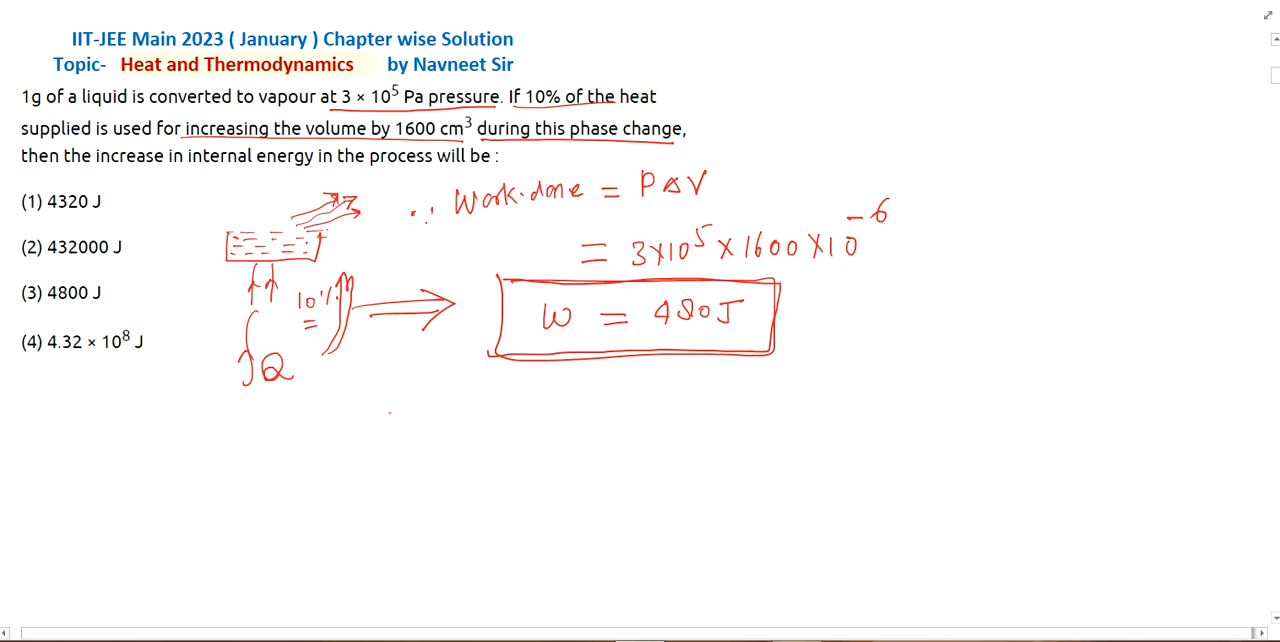 IIT-JEE Main 2023 ( January ) Chapter wise Solution
Topic- Heat and Thermodynamics by Navneet Sir
1g of a liquid is converted to vapour at 3 × 10⁵ Pa pressure. If 10% of the heat
supplied is used for increasing the volume by 1600 cm³ during this phase change,
then the increase in internal energy in the process will be :
(1) 4320 J
(2) 432000 J
(3) 4800 J
(4) 4.32 × 10⁸ J
∵ Work·done = PΔV
= 3×10⁵ × 1600 × 10⁻⁶
10%
W = 480J
Q